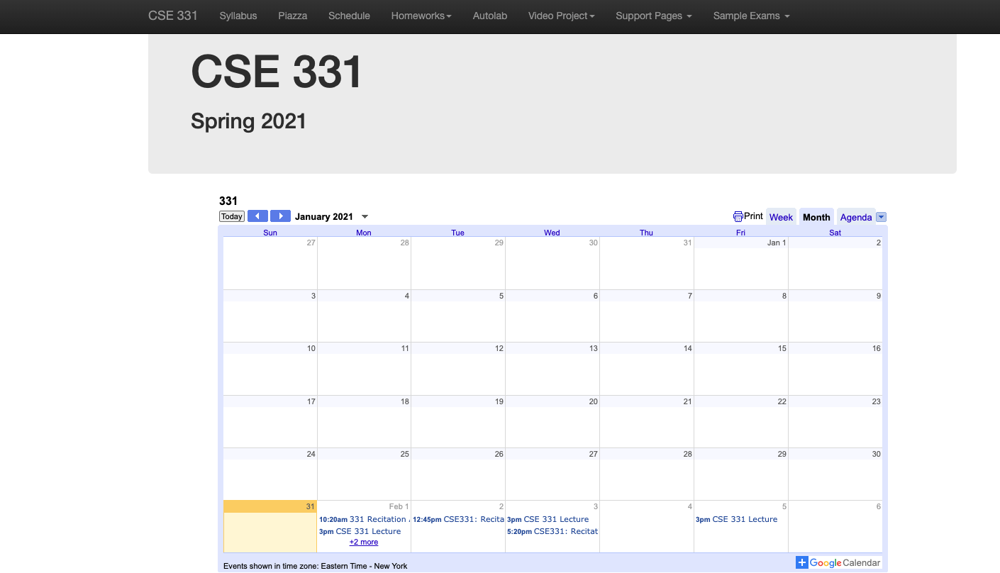 CSE 331 Syllabus Piazza Schedule Homeworks Autolab Video Project Support Pages Sample Exams
CSE 331
Spring 2021
331
Today January 2021 Print Week Month Agenda
Sun Mon Tue Wed Thu Fri Sat
27 28 29 30 31 Jan 1 2
3 4 5 6 7 8 9
10 11 12 13 14 15 16
17 18 19 20 21 22 23
24 25 26 27 28 29 30
31 Feb 1 2 3 4 5 6
10:20am 331 Recitation 12:45pm CSE331: Recita 3pm CSE 331 Lecture 3pm CSE 331 Lecture
3pm CSE 331 Lecture 5:20pm CSE331: Recitat
+2 more
Events shown in time zone: Eastern Time - New York Google Calendar